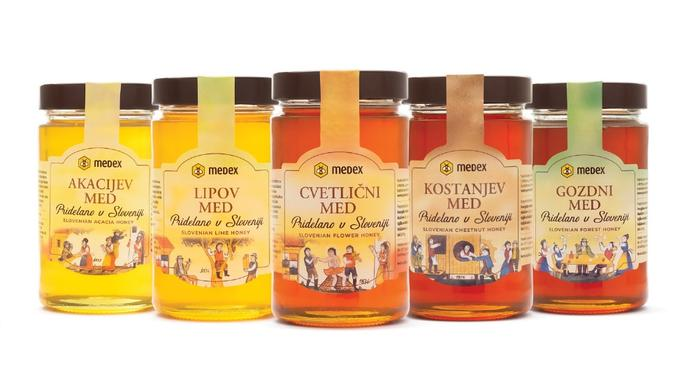 medex
AKACIJEV
MED
Pridelano v Sloveniji
SLOVENIAN ACACIA HONEY
medex
LIPOV
MED
Pridelano v Sloveniji
SLOVENIAN LIME HONEY
medex
CVETLIČNI
MED
Pridelano v Sloveniji
SLOVENIAN FLOWER HONEY
medex
KOSTANJEV
MED
Pridelano v Sloveniji
SLOVENIAN CHESTNUT HONEY
medex
GOZDNI
MED
Pridelano v Sloveniji
SLOVENIAN FOREST HONEY